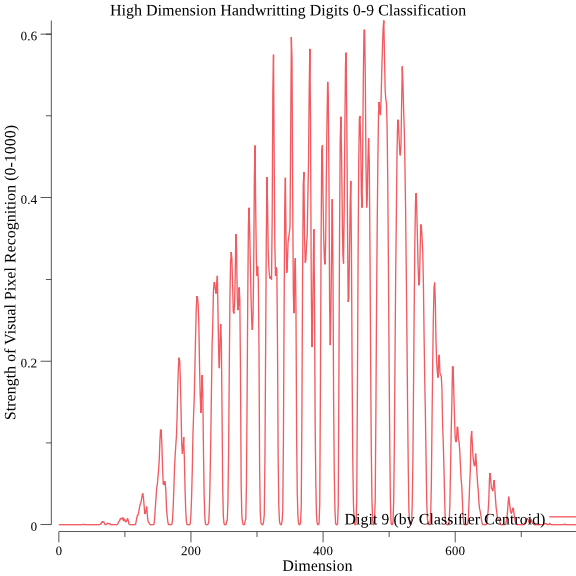 High Dimension Handwritting Digits 0-9 Classification
Strength of Visual Pixel Recognition (0-1000)
0.6
0.4
0.2
0
Digit 9 (by Classifier Centroid)
0
200
400
600
Dimension